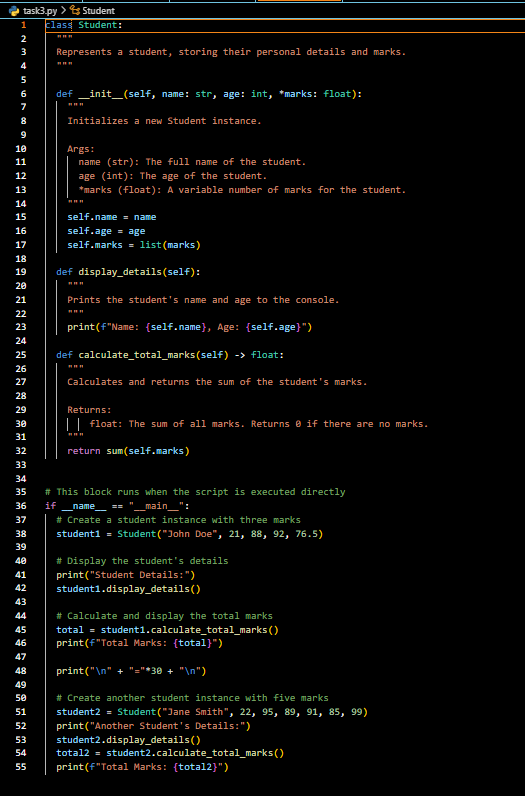 task3.py > Student
1 class Student:
2     """
3     Represents a student, storing their personal details and marks.
4     """
5
6     def __init__(self, name: str, age: int, *marks: float):
7         """
8         Initializes a new Student instance.
9
10         Args:
11             name (str): The full name of the student.
12             age (int): The age of the student.
13             *marks (float): A variable number of marks for the student.
14         """
15         self.name = name
16         self.age = age
17         self.marks = list(marks)
18
19     def display_details(self):
20         """
21         Prints the student's name and age to the console.
22         """
23         print(f"Name: {self.name}, Age: {self.age}")
24
25     def calculate_total_marks(self) -> float:
26         """
27         Calculates and returns the sum of the student's marks.
28
29         Returns:
30             float: The sum of all marks. Returns 0 if there are no marks.
31         """
32         return sum(self.marks)
33
34
35 # This block runs when the script is executed directly
36 if __name__ == "__main__":
37     # Create a student instance with three marks
38     student1 = Student("John Doe", 21, 88, 92, 76.5)
39
40     # Display the student's details
41     print("Student Details:")
42     student1.display_details()
43
44     # Calculate and display the total marks
45     total = student1.calculate_total_marks()
46     print(f"Total Marks: {total}")
47
48     print("\n" + "="*30 + "\n")
49
50     # Create another student instance with five marks
51     student2 = Student("Jane Smith", 22, 95, 89, 91, 85, 99)
52     print("Another Student's Details:")
53     student2.display_details()
54     total2 = student2.calculate_total_marks()
55     print(f"Total Marks: {total2}")